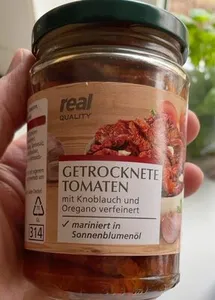 real
QUALITY
GETROCKNETE
TOMATEN
mit Knoblauch und
Oregano verfeinert
✓ mariniert in
Sonnenblumenöl
314